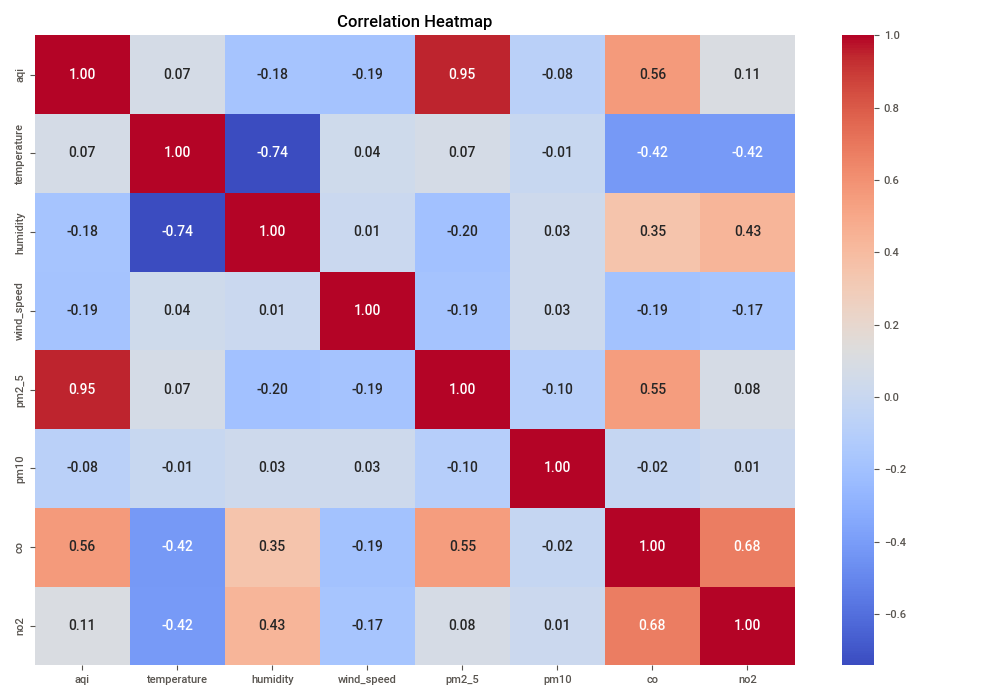 Correlation Heatmap
aqi 1.00 0.07 -0.18 -0.19 0.95 -0.08 0.56 0.11
temperature 0.07 1.00 -0.74 0.04 0.07 -0.01 -0.42 -0.42
humidity -0.18 -0.74 1.00 0.01 -0.20 0.03 0.35 0.43
wind_speed -0.19 0.04 0.01 1.00 -0.19 0.03 -0.19 -0.17
pm2_5 0.95 0.07 -0.20 -0.19 1.00 -0.10 0.55 0.08
pm10 -0.08 -0.01 0.03 0.03 -0.10 1.00 -0.02 0.01
co 0.56 -0.42 0.35 -0.19 0.55 -0.02 1.00 0.68
no2 0.11 -0.42 0.43 -0.17 0.08 0.01 0.68 1.00
aqi temperature humidity wind_speed pm2_5 pm10 co no2
1.0
0.8
0.6
0.4
0.2
0.0
−0.2
−0.4
−0.6